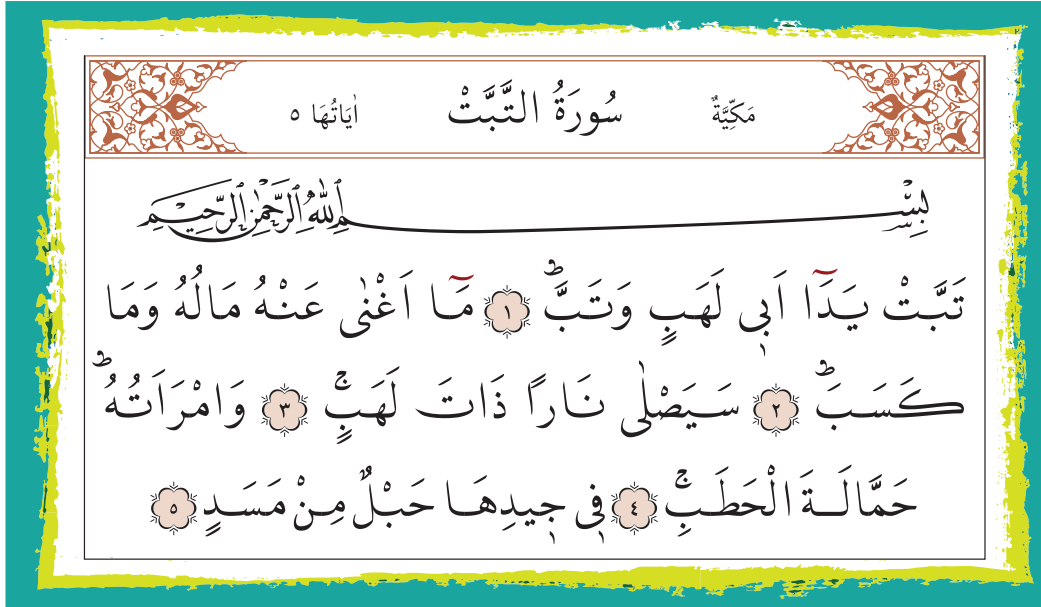 مَكِّيَّةٌ سُورَةُ التَّبَّتْ اٰيَاتُهَا ٥
بِسْمِ اللّٰهِ الرَّحْمٰنِ الرَّحِيمِ
تَبَّتْ يَدَٓا اَبٖي لَهَبٍ وَتَبَّؕ ﴿١﴾ مَٓا اَغْنٰى عَنْهُ مَالُهُ وَمَا
كَسَبَؕ ﴿٢﴾ سَيَصْلٰى نَارًا ذَاتَ لَهَبٍۚ ﴿٣﴾ وَامْرَاَتُهُؕ
حَمَّالَةَ الْحَطَبِۚ ﴿٤﴾ فٖي جٖيدِهَا حَبْلٌ مِنْ مَسَدٍ ﴿٥﴾